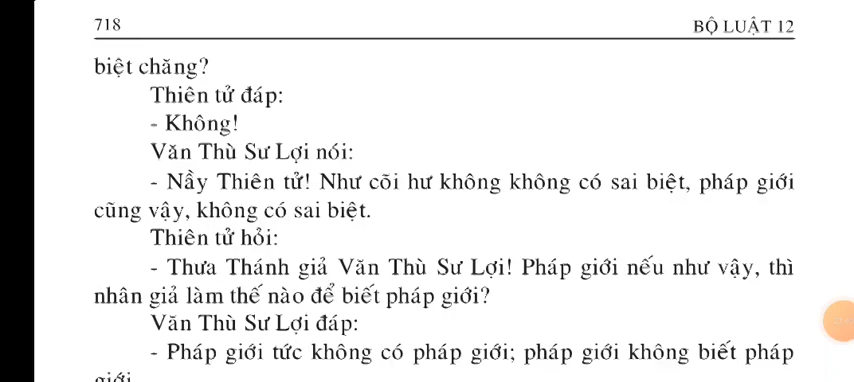 718
BỘ LUẬT 12
biệt chăng?
Thiên tử đáp:
- Không!
Văn Thù Sư Lợi nói:
- Nầy Thiên tử! Như cõi hư không không có sai biệt, pháp giới
cũng vậy, không có sai biệt.
Thiên tử hỏi:
- Thưa Thánh giả Văn Thù Sư Lợi! Pháp giới nếu như vậy, thì
nhân giả làm thế nào để biết pháp giới?
Văn Thù Sư Lợi đáp:
- Pháp giới tức không có pháp giới; pháp giới không biết pháp
giới.